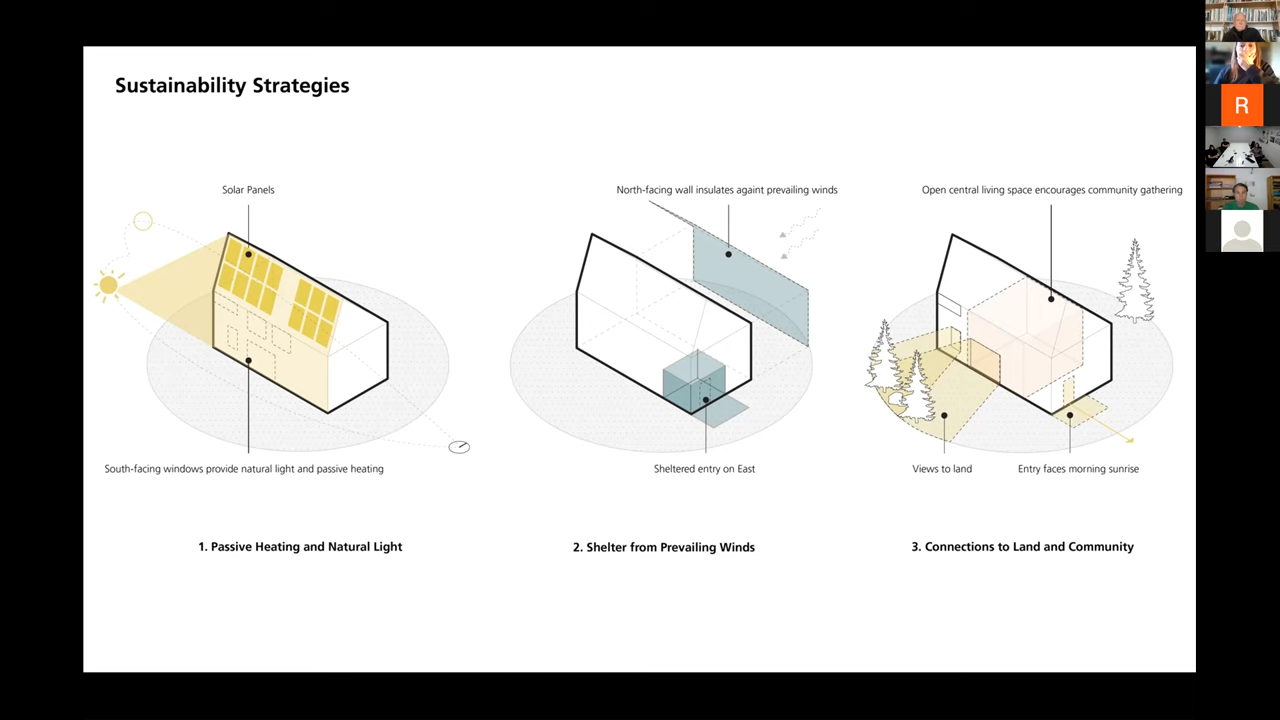 Sustainability Strategies
Solar Panels
North-facing wall insulates againt prevailing winds
Open central living space encourages community gathering
R
South-facing windows provide natural light and passive heating
Sheltered entry on East
Views to land
Entry faces morning sunrise
1. Passive Heating and Natural Light
2. Shelter from Prevailing Winds
3. Connections to Land and Community